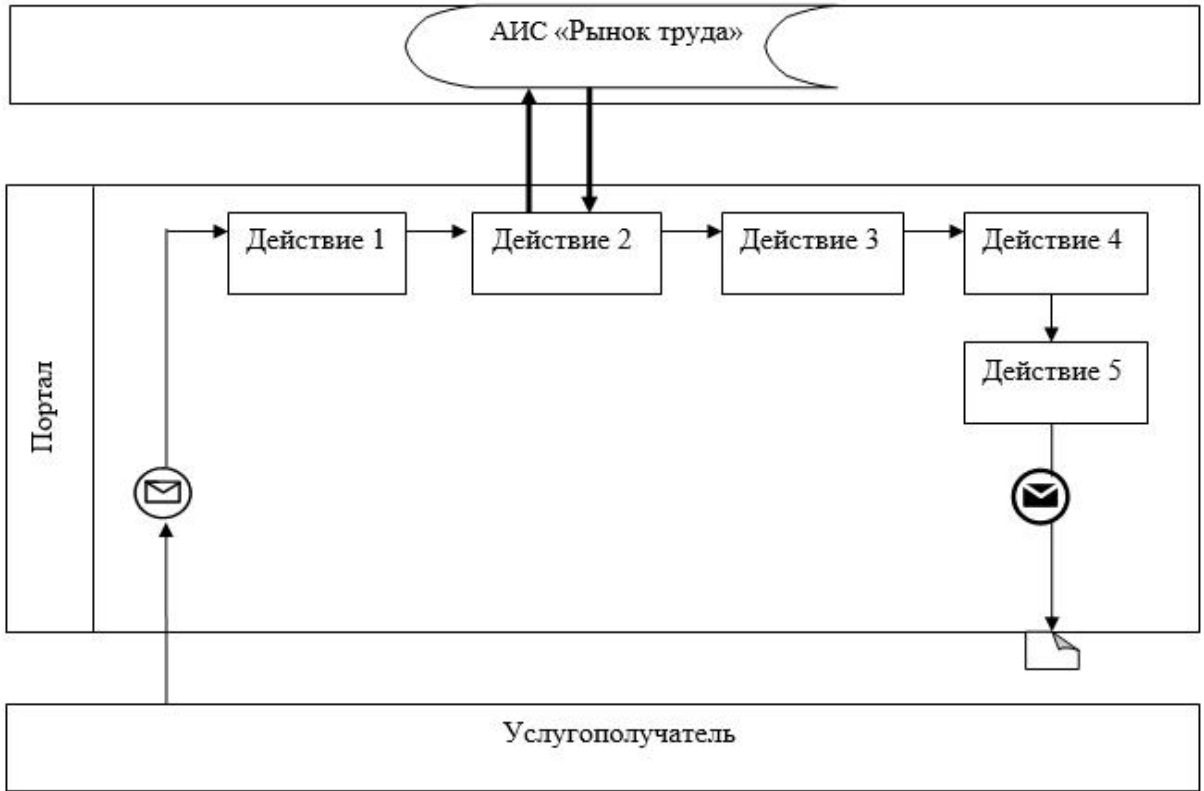 АИС «Рынок труда»
Действие 1
Действие 2
Действие 3
Действие 4
Действие 5
Портал
Услугополучатель